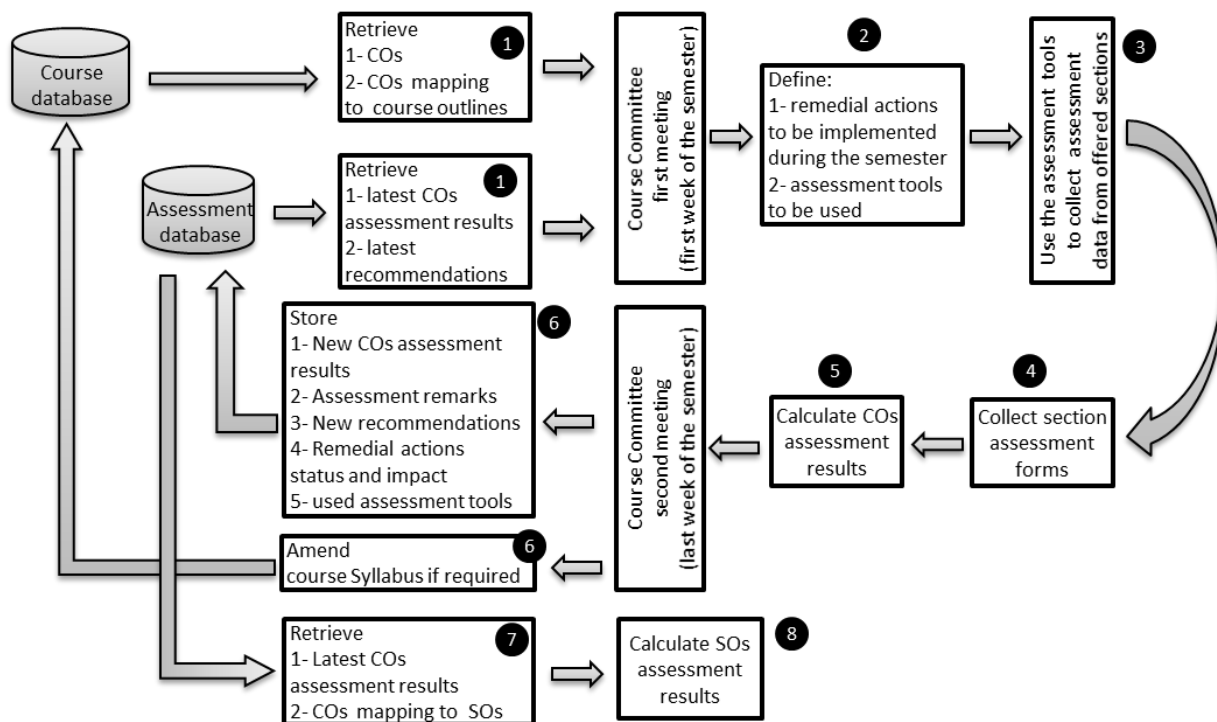 Course
database
Retrieve
1- COs
2- COs mapping
to course outlines
1
Assessment
database
Retrieve
1- latest COs
assessment results
2- latest
recommendations
1
Course Committee
first meeting
(first week of the semester)
2
Define:
1- remedial actions
to be implemented
during the semester
2- assessment tools
to be used
3
Use the assessment tools
to collect assessment
data from offered sections
4
Collect section
assessment
forms
5
Calculate COs
assessment
results
Course Committee
second meeting
(last week of the semester)
6
Store
1- New COs assessment
results
2- Assessment remarks
3- New recommendations
4- Remedial actions
status and impact
5- used assessment tools
6
Amend
course Syllabus if required
7
Retrieve
1- Latest COs
assessment results
2- COs mapping to SOs
8
Calculate SOs
assessment
results